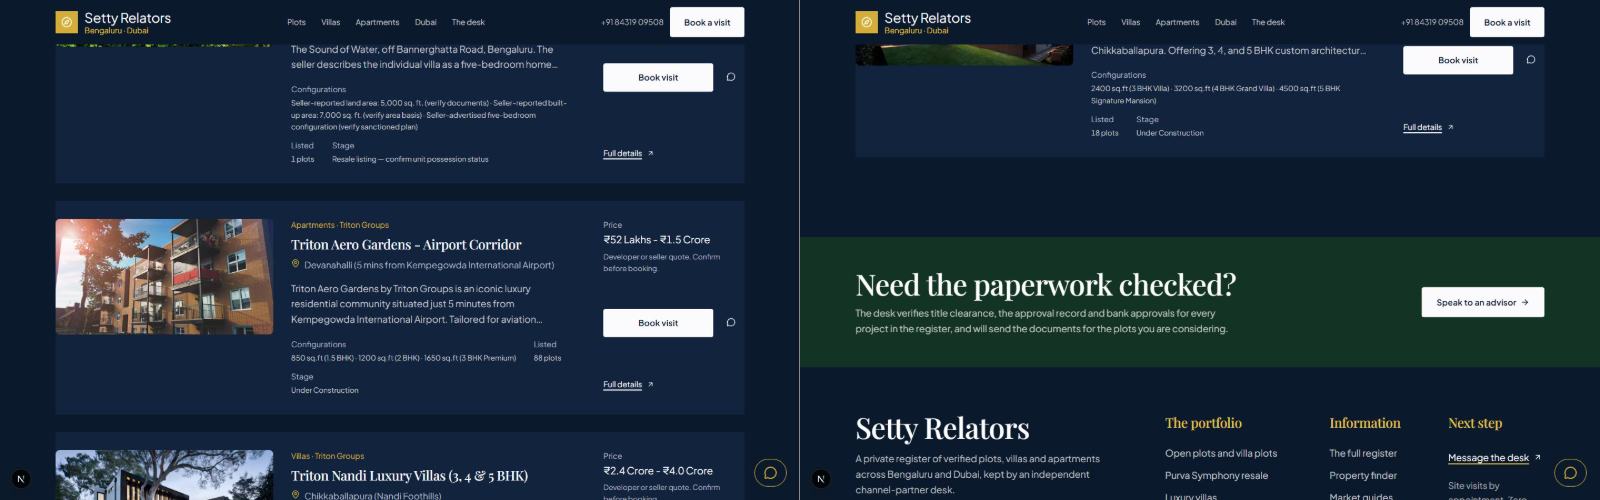 Setty Relators
Bengaluru · Dubai
Plots
Villas
Apartments
Dubai
The desk
+91 84319 09508
Book a visit
The Sound of Water, off Bannerghatta Road, Bengaluru. The
seller describes the individual villa as a five-bedroom home...
Book visit
Configurations
Seller-reported land area: 5,000 sq. ft. (verify documents) · Seller-reported built-
up area: 7,000 sq. ft. (verify area basis) · Seller-advertised five-bedroom
configuration (verify sanctioned plan)
Listed
1 plots
Stage
Resale listing — confirm unit possession status
Full details
Apartments · Triton Groups
Triton Aero Gardens - Airport Corridor
Devanahalli (5 mins from Kempegowda International Airport)
Triton Aero Gardens by Triton Groups is an iconic luxury
residential community situated just 5 minutes from
Kempegowda International Airport. Tailored for aviation...
Configurations
850 sq.ft (1.5 BHK) · 1200 sq.ft (2 BHK) · 1650 sq.ft (3 BHK Premium)
Listed
88 plots
Stage
Under Construction
Price
₹52 Lakhs - ₹1.5 Crore
Developer or seller quote. Confirm
before booking.
Book visit
Full details
Villas · Triton Groups
Triton Nandi Luxury Villas (3, 4 & 5 BHK)
Chikkaballapura (Nandi Foothills)
Price
₹2.4 Crore - ₹4.0 Crore
Developer or seller quote. Confirm
before booking.
N
Setty Relators
Bengaluru · Dubai
Plots
Villas
Apartments
Dubai
The desk
+91 84319 09508
Book a visit
Chikkaballapura. Offering 3, 4, and 5 BHK custom architectur...
Book visit
Configurations
2400 sq.ft (3 BHK Villa) · 3200 sq.ft (4 BHK Grand Villa) · 4500 sq.ft (5 BHK
Signature Mansion)
Listed
18 plots
Stage
Under Construction
Full details
Need the paperwork checked?
The desk verifies title clearance, the approval record and bank approvals for every
project in the register, and will send the documents for the plots you are considering.
Speak to an advisor
Setty Relators
A private register of verified plots, villas and apartments
across Bengaluru and Dubai, kept by an independent
channel-partner desk.
The portfolio
Open plots and villa plots
Purva Symphony resale
Luxury villas
Information
The full register
Property finder
Market guides
Next step
Message the desk
Site visits by
appointment. Zero
N